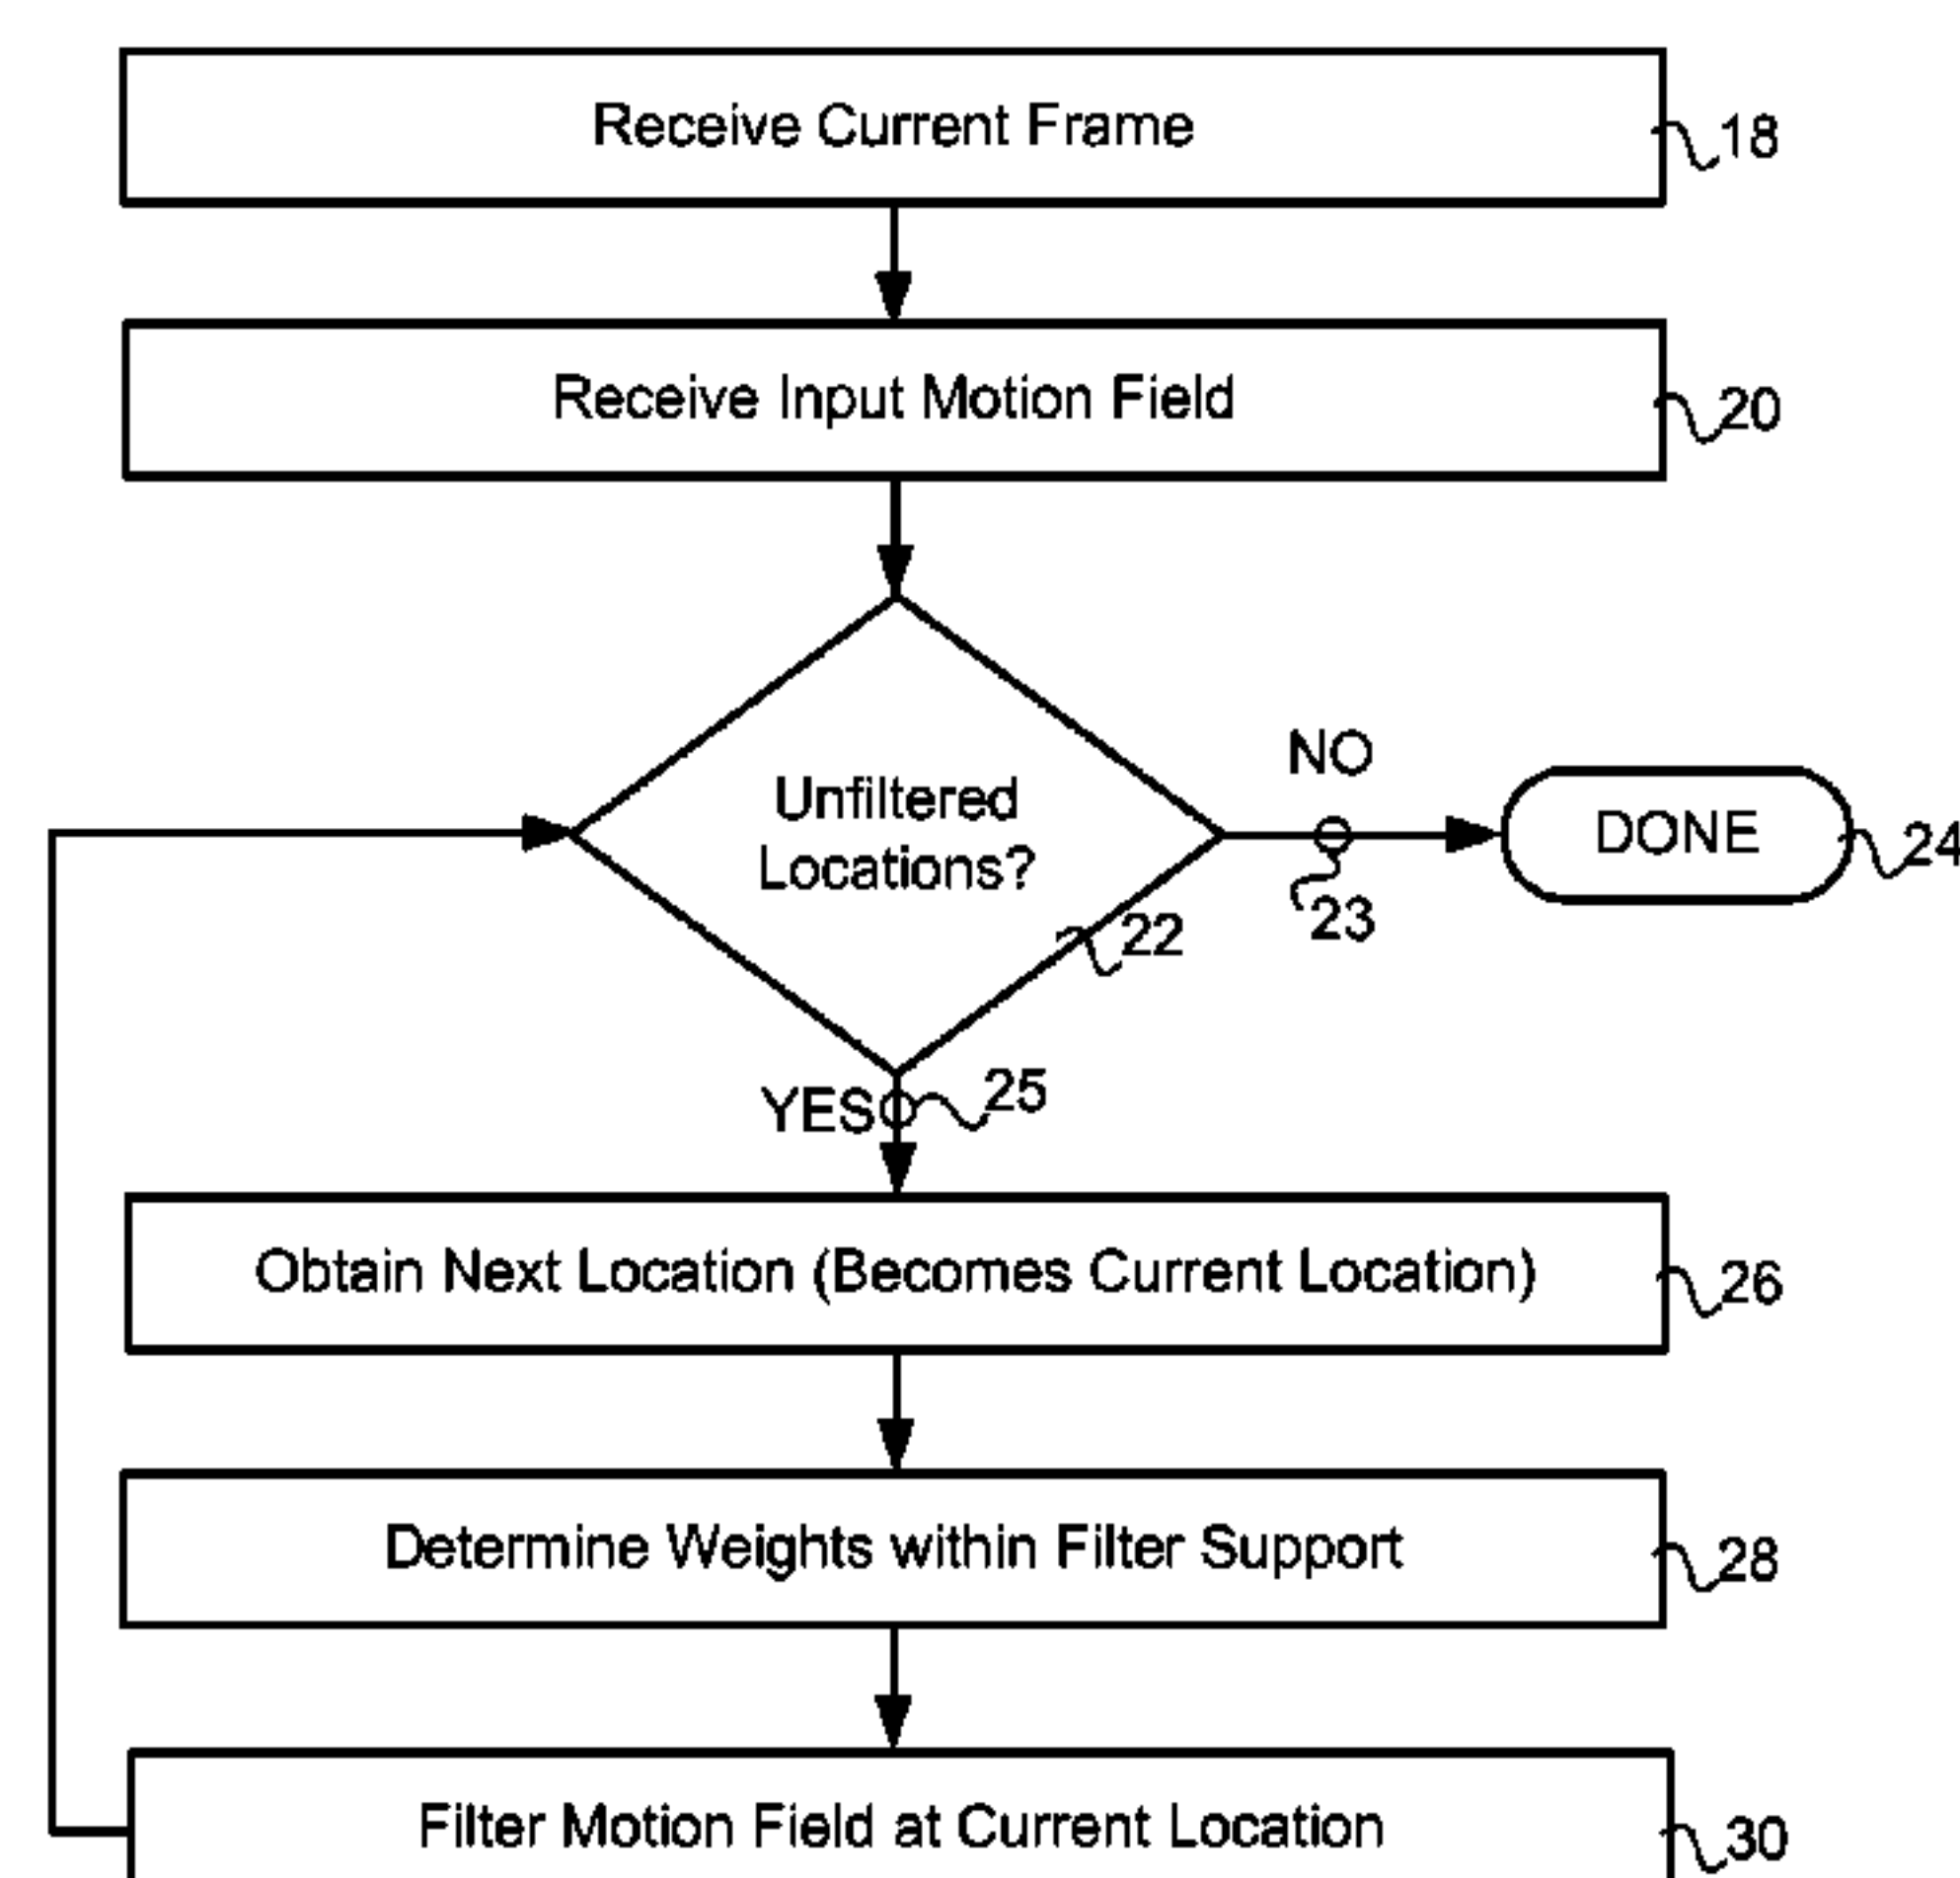 Receive Current Frame
18
Receive Input Motion Field
20
Unfiltered
Locations?
22
NO
23
DONE
24
YES
25
Obtain Next Location (Becomes Current Location)
26
Determine Weights within Filter Support
28
Filter Motion Field at Current Location
30